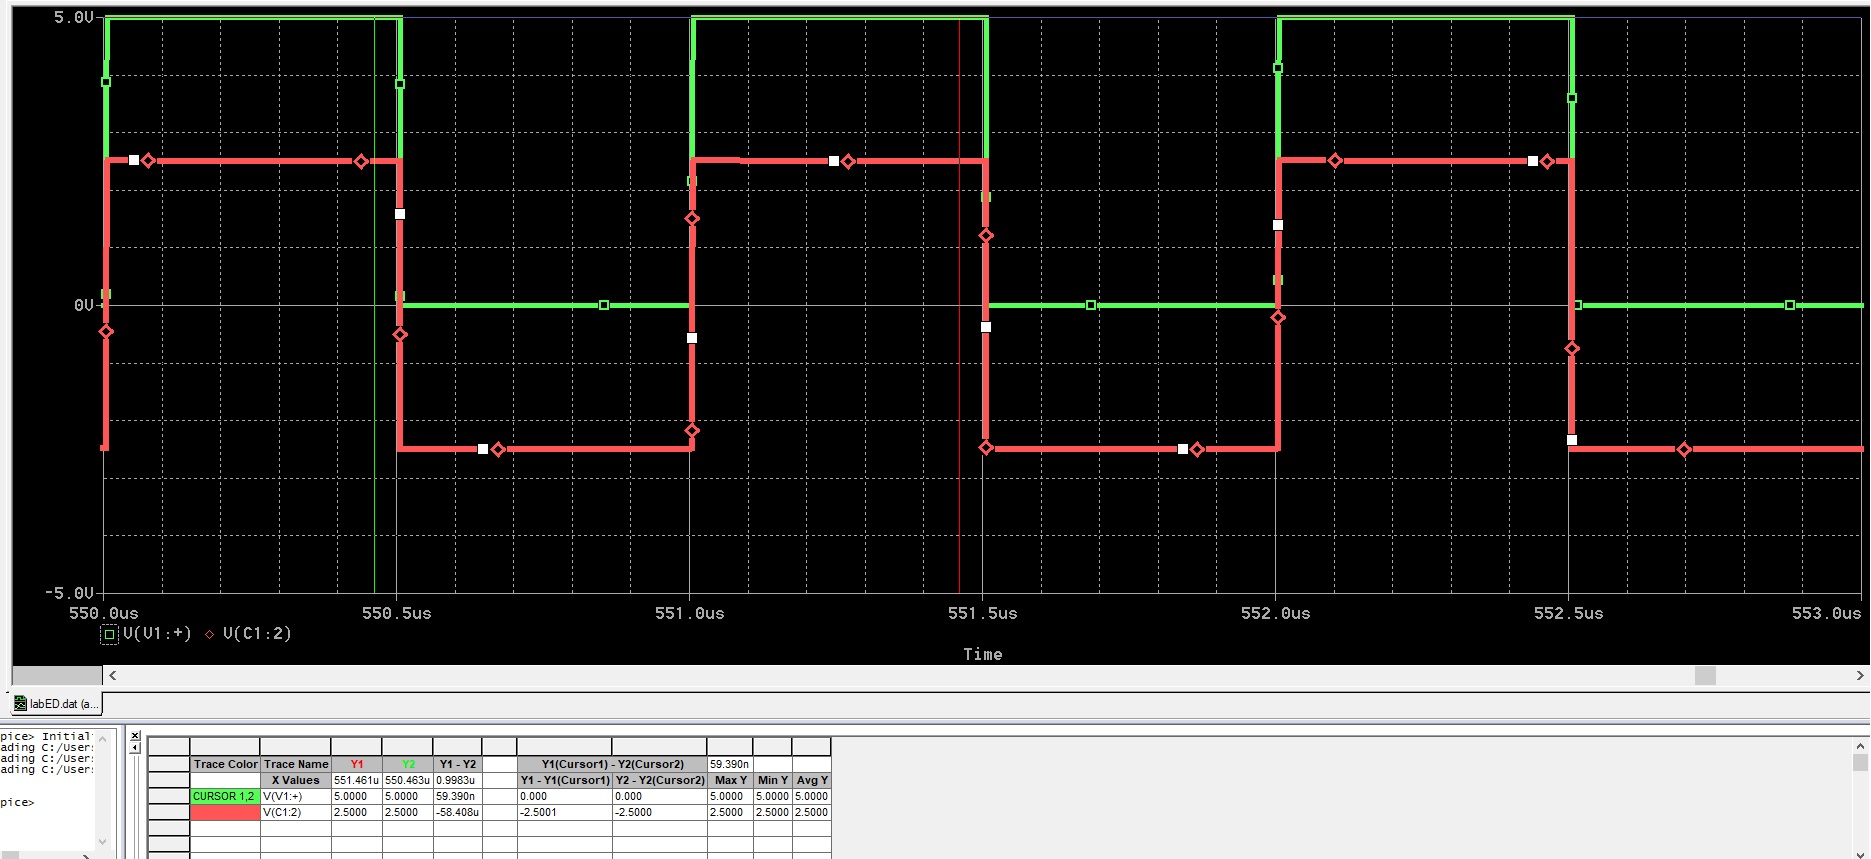 5.0V
0V
-5.0V
550.0us 550.5us 551.0us 551.5us 552.0us 552.5us 553.0us
V(V1:+) V(C1:2)
Time
labED.dat (a...
pice> Initial
ading C:/User:
ading C:/User:
ading C:/User:
pice>
Trace Color Trace Name Y1 Y2 Y1 - Y2 Y1(Cursor1) - Y2(Cursor2) 59.390n
X Values 551.461u 550.463u 0.9983u Y1 - Y1(Cursor1) Y2 - Y2(Cursor2) Max Y Min Y Avg Y
CURSOR 1,2 V(V1:+) 5.0000 5.0000 59.390n 0.000 0.000 5.0000 5.0000 5.0000
V(C1:2) 2.5000 2.5000 -58.408u -2.5001 -2.5000 2.5000 2.5000 2.5000